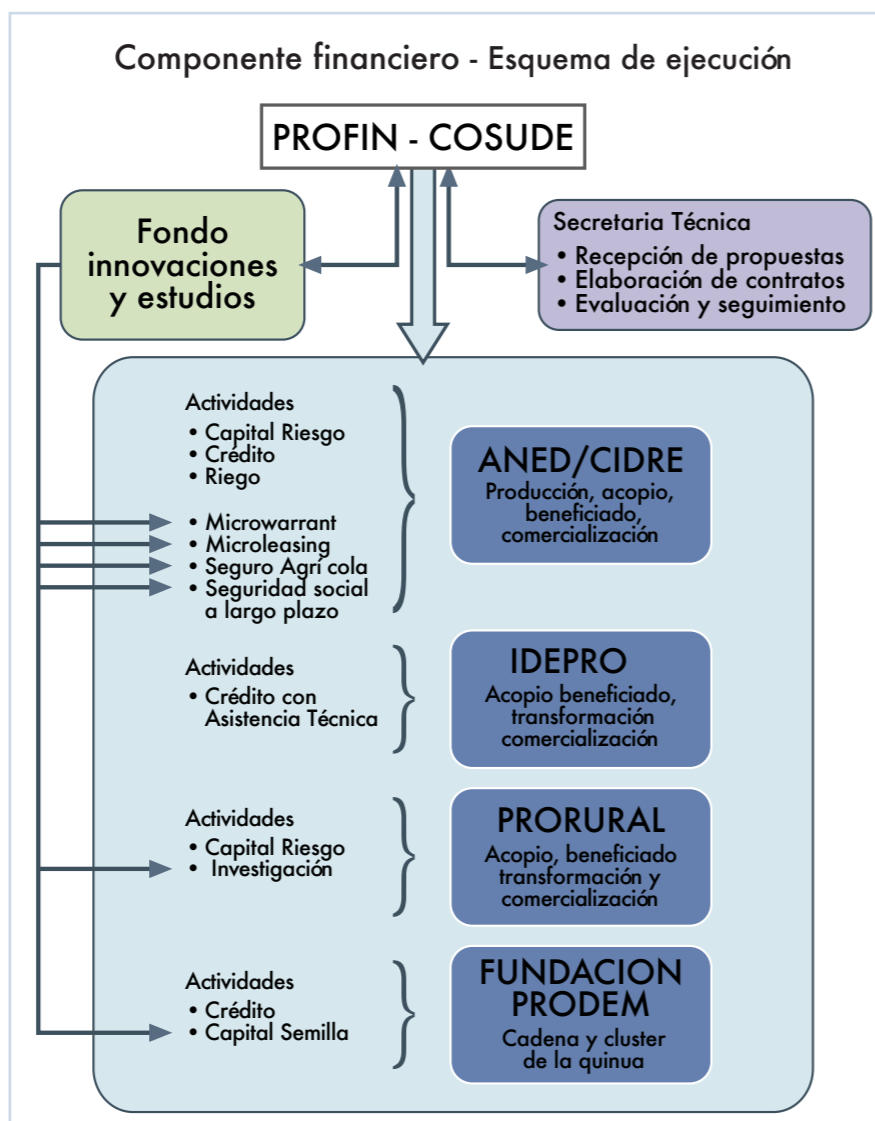 Componente financiero - Esquema de ejecución
PROFIN - COSUDE
Fondo
innovaciones
y estudios
Secretaria Técnica
• Recepción de propuestas
• Elaboración de contratos
• Evaluación y seguimiento
Actividades
• Capital Riesgo
• Crédito
• Riego
• Microwarrant
• Microleasing
• Seguro Agrí cola
• Seguridad social
a largo plazo
ANED/CIDRE
Producción, acopio,
beneficiado,
comercialización
Actividades
• Crédito con
Asistencia Técnica
IDEPRO
Acopio beneficiado,
transformación
comercialización
Actividades
• Capital Riesgo
• Investigación
PRORURAL
Acopio, beneficiado
transformación y
comercialización
Actividades
• Crédito
• Capital Semilla
FUNDACION
PRODEM
Cadena y cluster
de la quinua